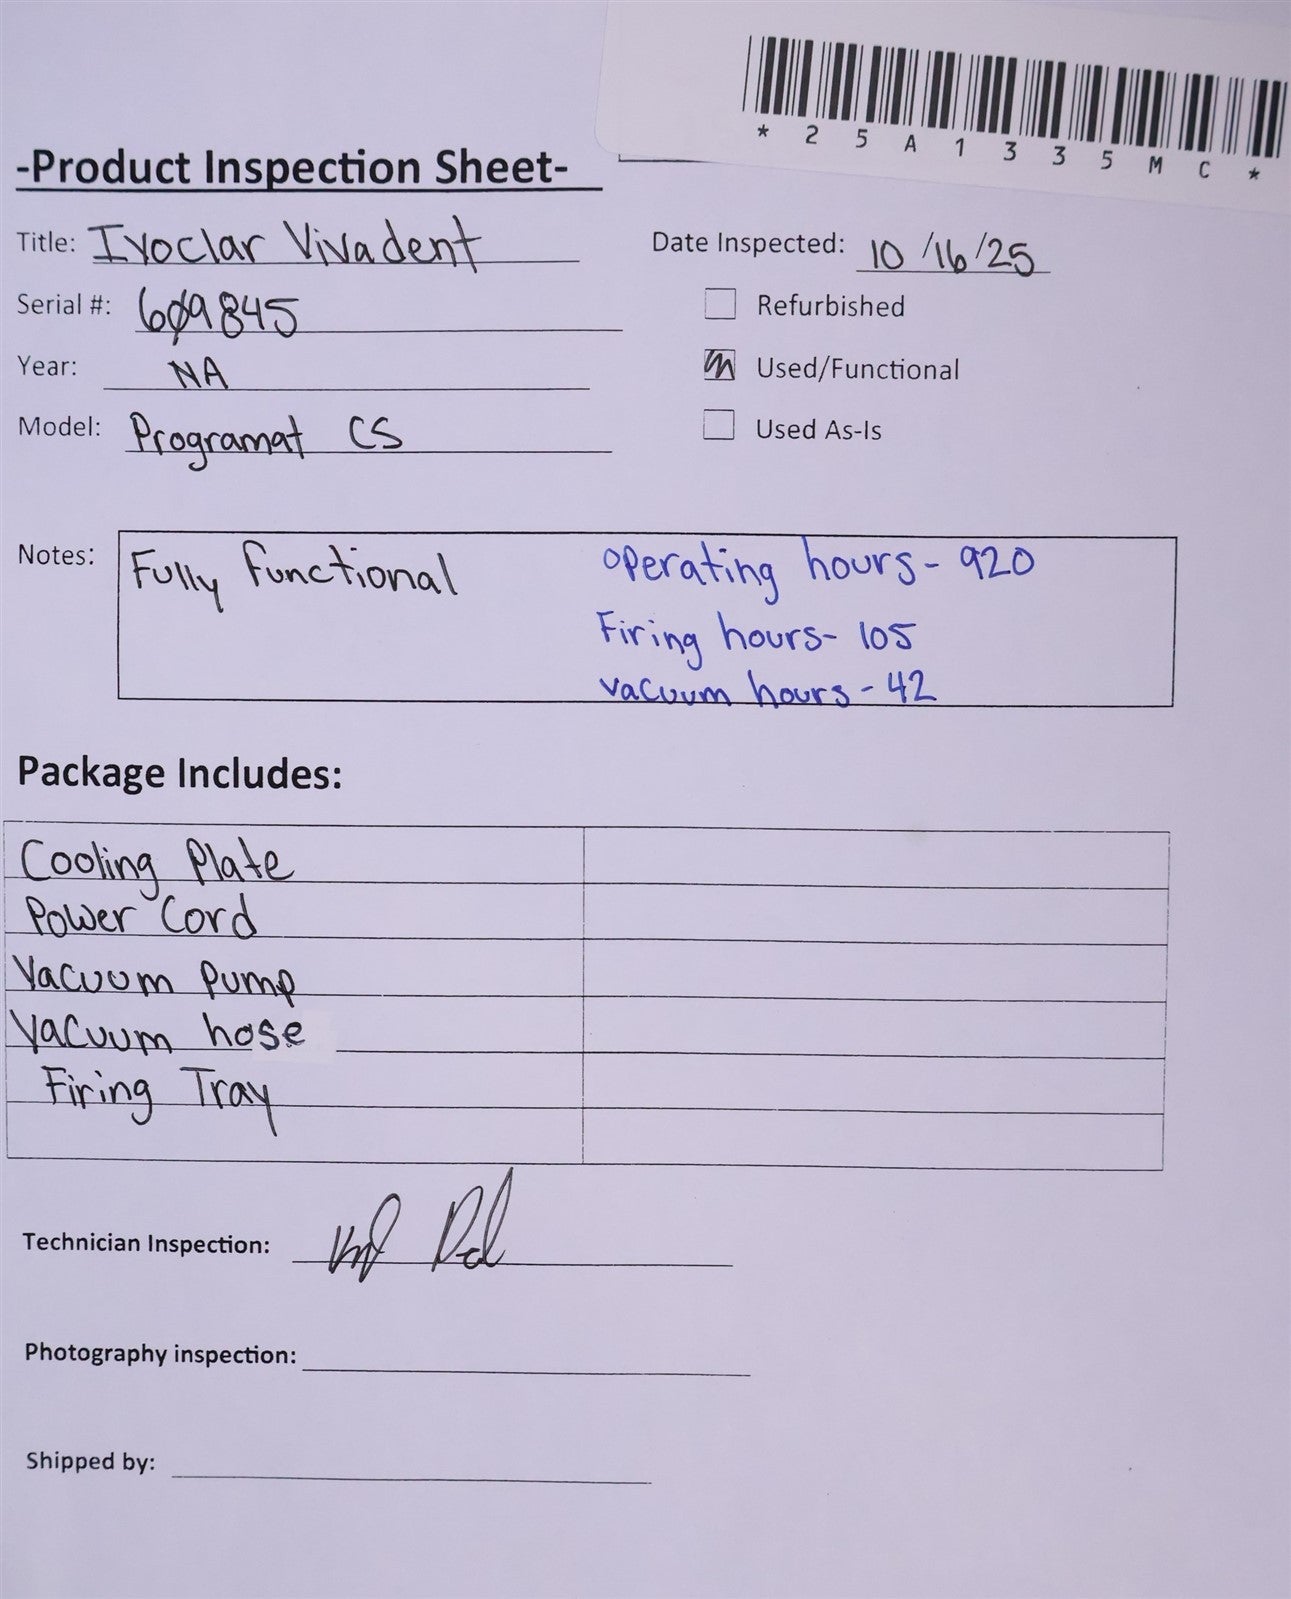 *25A1335MC*
-Product Inspection Sheet-
Title: Ivoclar Vivadent
Date Inspected: 10/16/25
Serial #: 609845
Refurbished
Year: NA
Used/Functional
Model: Programat CS
Used As-Is
Notes: Fully functional
operating hours - 920
Firing hours - 105
vacuum hours - 42
Package Includes:
Cooling Plate
Power Cord
Vacuum Pump
Vacuum hose
Firing Tray
Technician Inspection:
Photography inspection:
Shipped by: